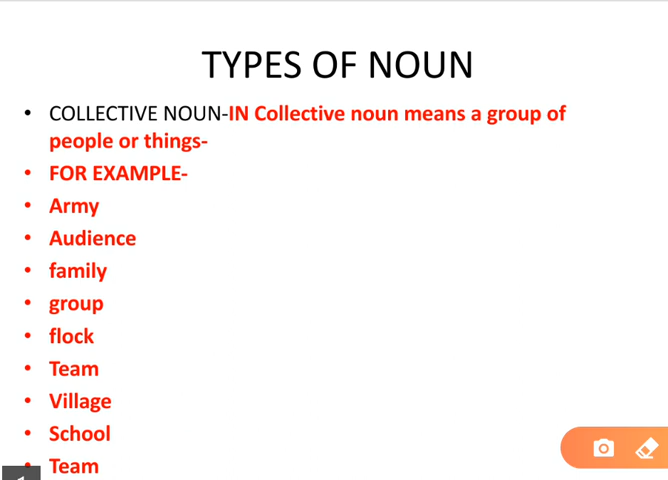 TYPES OF NOUN
• COLLECTIVE NOUN-IN Collective noun means a group of
people or things-
• FOR EXAMPLE-
• Army
• Audience
• family
• group
• flock
• Team
• Village
• School
• Team